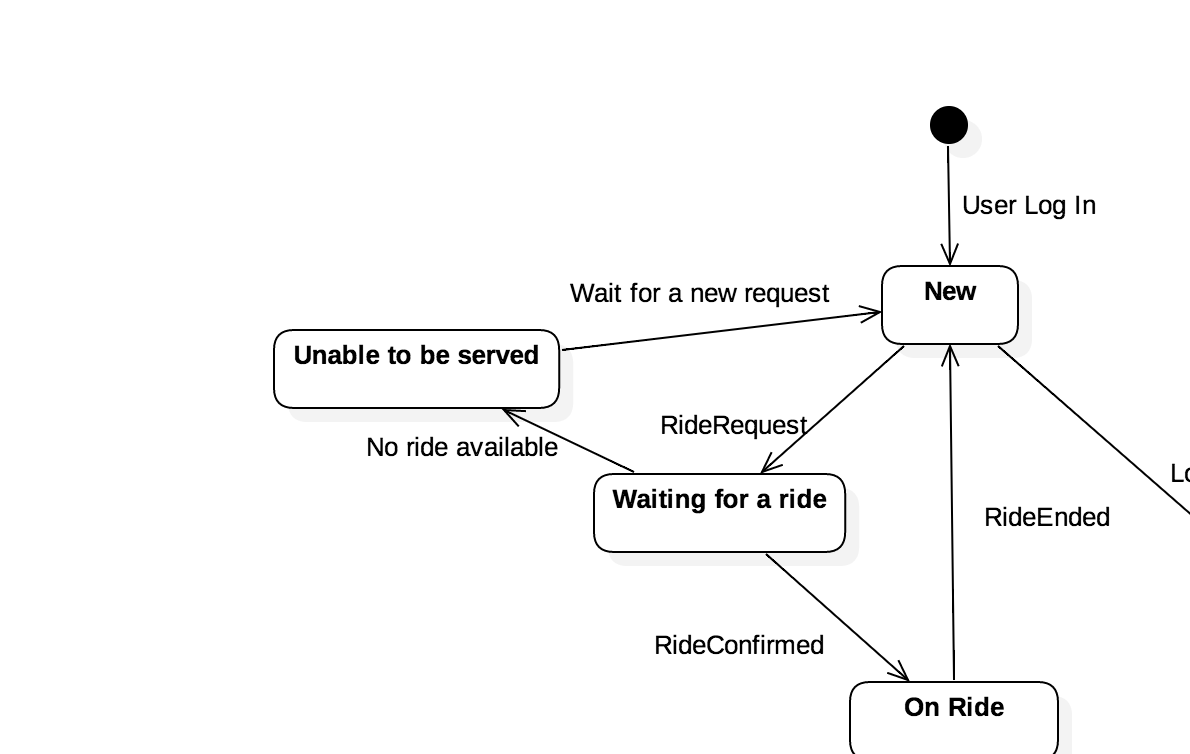 User Log In
New
Wait for a new request
Unable to be served
RideRequest
No ride available
Waiting for a ride
RideEnded
RideConfirmed
On Ride